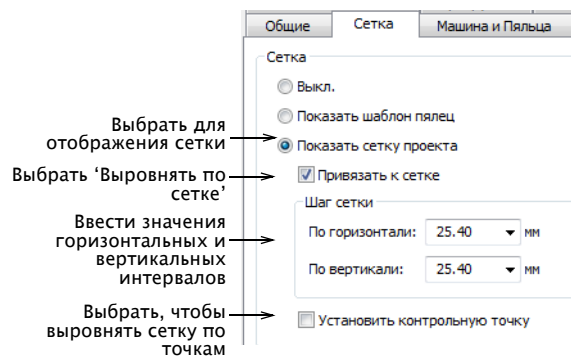 Общие Сетка Машина и Пяльца
Сетка
Выкл.
Показать шаблон пялец
Выбрать для
отображения сетки
Показать сетку проекта
Выбрать ‘Выровнять по
сетке’
Привязать к сетке
Шаг сетки
Ввести значения
горизонтальных и
вертикальных
интервалов
По горизонтали: 25.40 мм
По вертикали: 25.40 мм
Выбрать, чтобы
выровнять сетку по
точкам
Установить контрольную точку